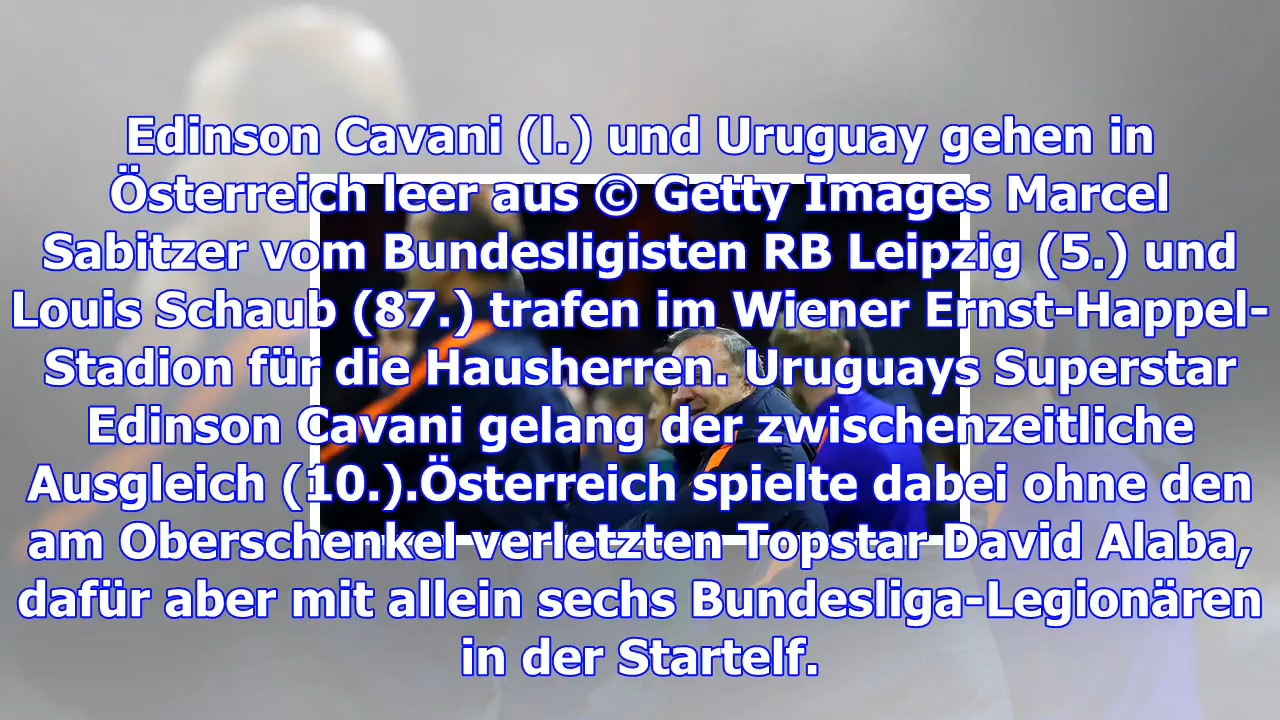 Edinson Cavani (l.) und Uruguay gehen in
Österreich leer aus © Getty Images Marcel
Sabitzer vom Bundesligisten RB Leipzig (5.) und
Louis Schaub (87.) trafen im Wiener Ernst-Happel-
Stadion für die Hausherren. Uruguays Superstar
Edinson Cavani gelang der zwischenzeitliche
Ausgleich (10.).Österreich spielte dabei ohne den
am Oberschenkel verletzten Topstar David Alaba,
dafür aber mit allein sechs Bundesliga-Legionären
in der Startelf.